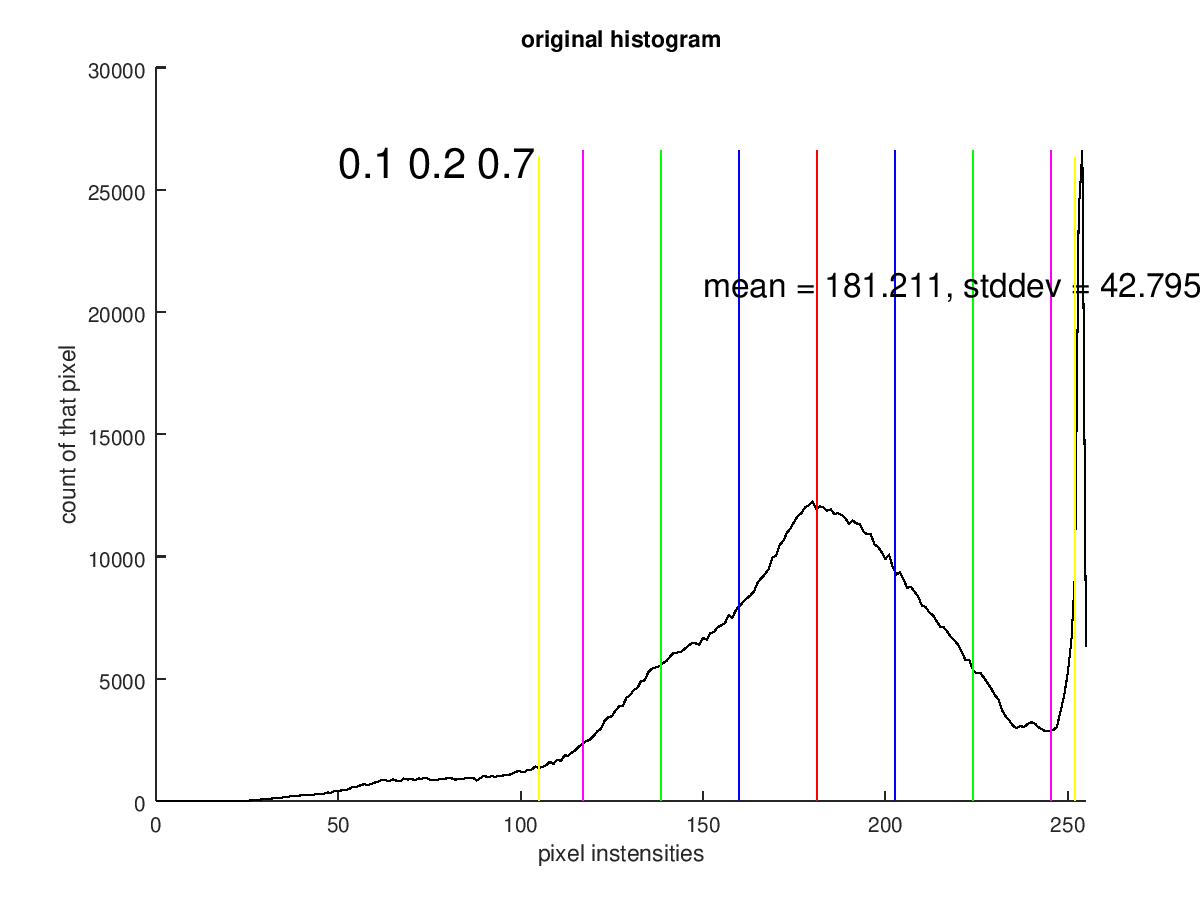 original histogram
30000
25000
20000
15000
10000
5000
0
count of that pixel
0.1 0.2 0.7
mean = 181.211, stddev = 42.795
0 50 100 150 200 250
pixel instensities